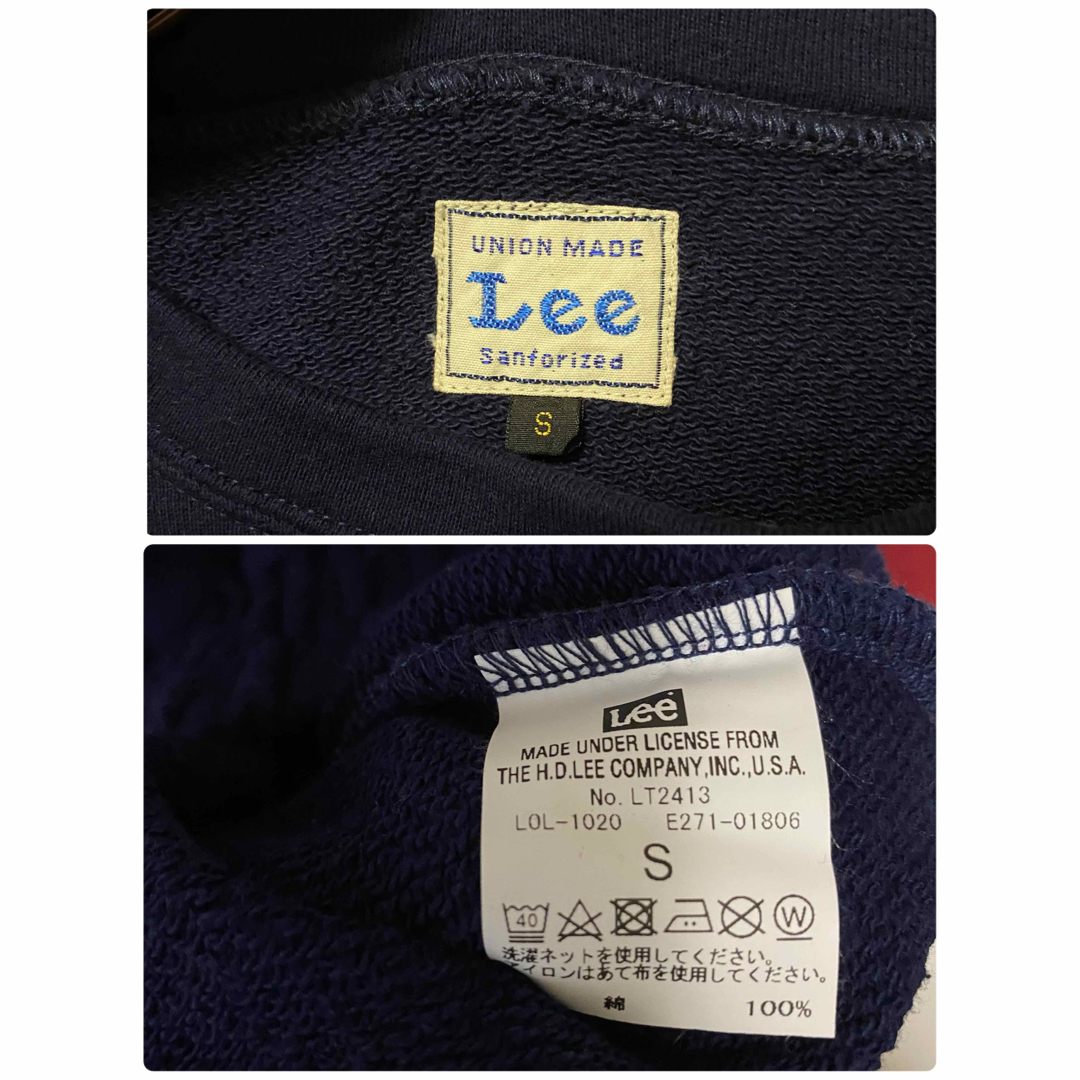 UNION MADE
Lee
Sanforized
S
Lee
MADE UNDER LICENSE FROM
THE H.D.LEE COMPANY,INC.,U.S.A.
No. LT2413
LOL-1020 E271-01806
S
40 W
洗濯ネットを使用してください。
アイロンはあて布を使用してください。
綿 100%